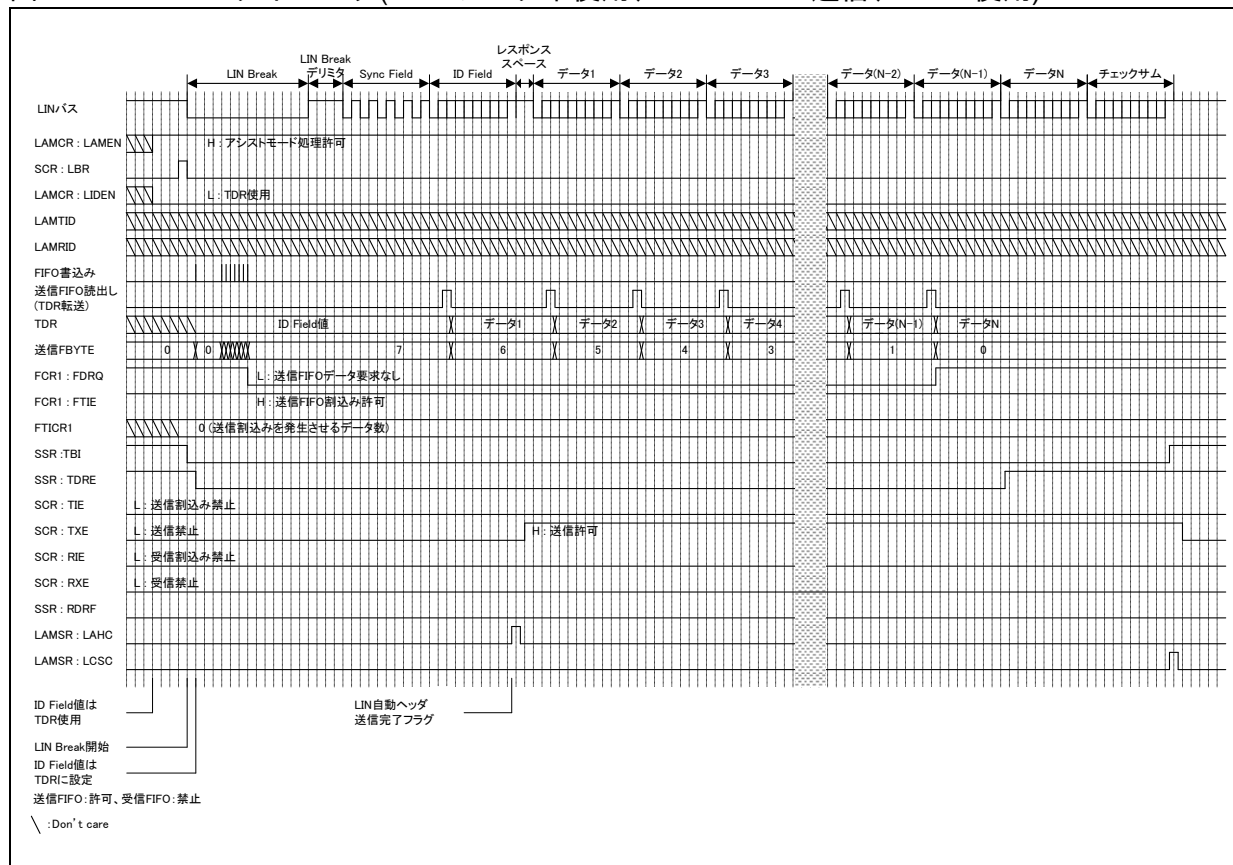 レスポンス
スペース
LIN Break
デリミタ
LIN Break
Sync Field
ID Field
データ1
データ2
データ3
データ(N-2)
データ(N-1)
データN
チェックサム
LINバス
LAMCR : LAMEN
H : アシストモード処理許可
SCR : LBR
LAMCR : LIDEN
L : TDR使用
LAMTID
LAMRID
FIFO書込み
送信FIFO読出し
(TDR転送)
TDR
ID Field値
データ1
データ2
データ3
データ4
データ(N-1)
データN
送信FBYTE
0
0
7
6
5
4
3
1
0
FCR1 : FDRQ
L : 送信FIFOデータ要求なし
FCR1 : FTIE
H : 送信FIFO割込み許可
FTICR1
0 (送信割込みを発生させるデータ数)
SSR :TBI
SSR : TDRE
SCR : TIE
L : 送信割込み禁止
SCR : TXE
L : 送信禁止
H : 送信許可
SCR : RIE
L : 受信割込み禁止
SCR : RXE
L : 受信禁止
SSR : RDRF
LAMSR : LAHC
LAMSR : LCSC
ID Field値は
TDR使用
LIN自動ヘッダ
送信完了フラグ
LIN Break開始
ID Field値は
TDRに設定
送信FIFO:許可、受信FIFO:禁止
:Don't care